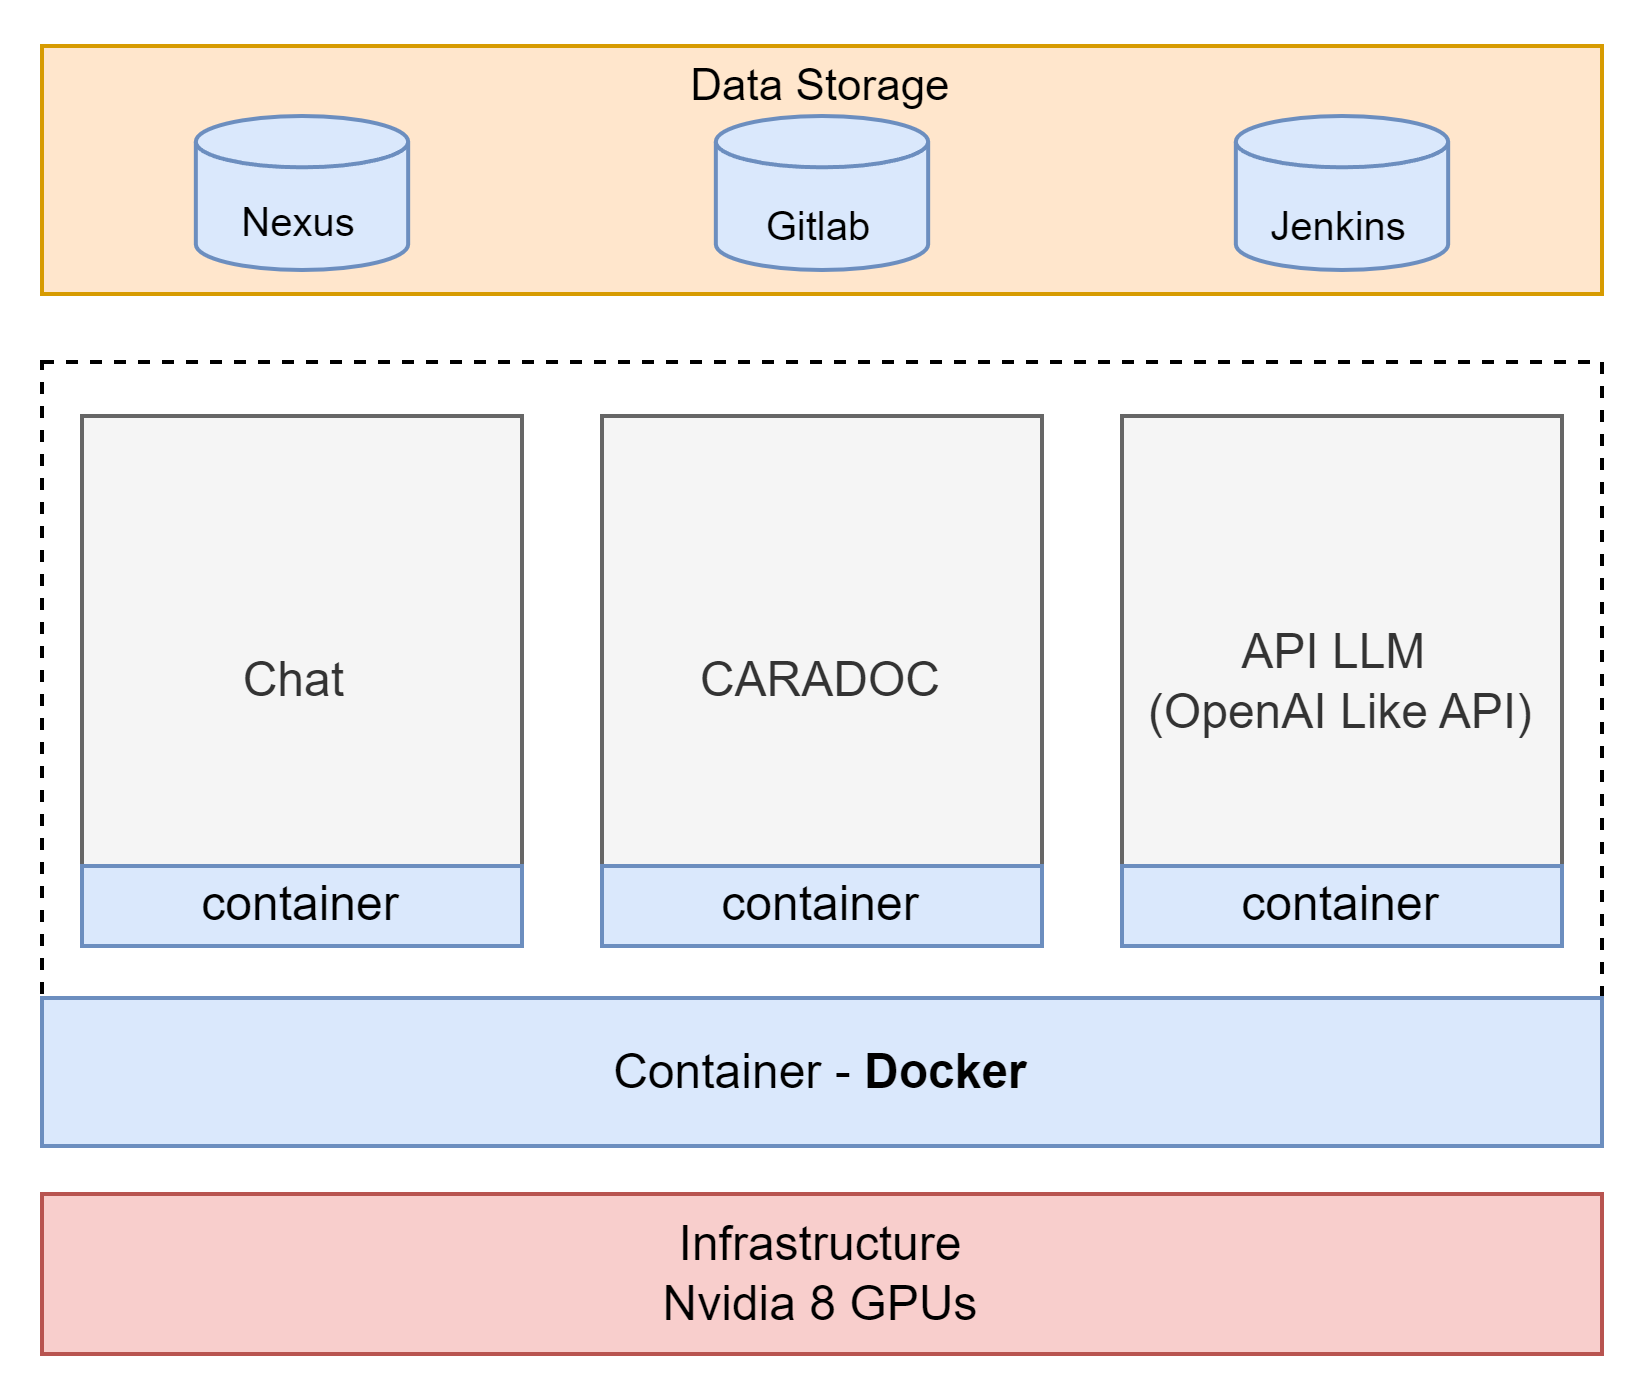 Data Storage
Nexus
Gitlab
Jenkins
Chat
CARADOC
API LLM
(OpenAI Like API)
container
container
container
Container - Docker
Infrastructure
Nvidia 8 GPUs